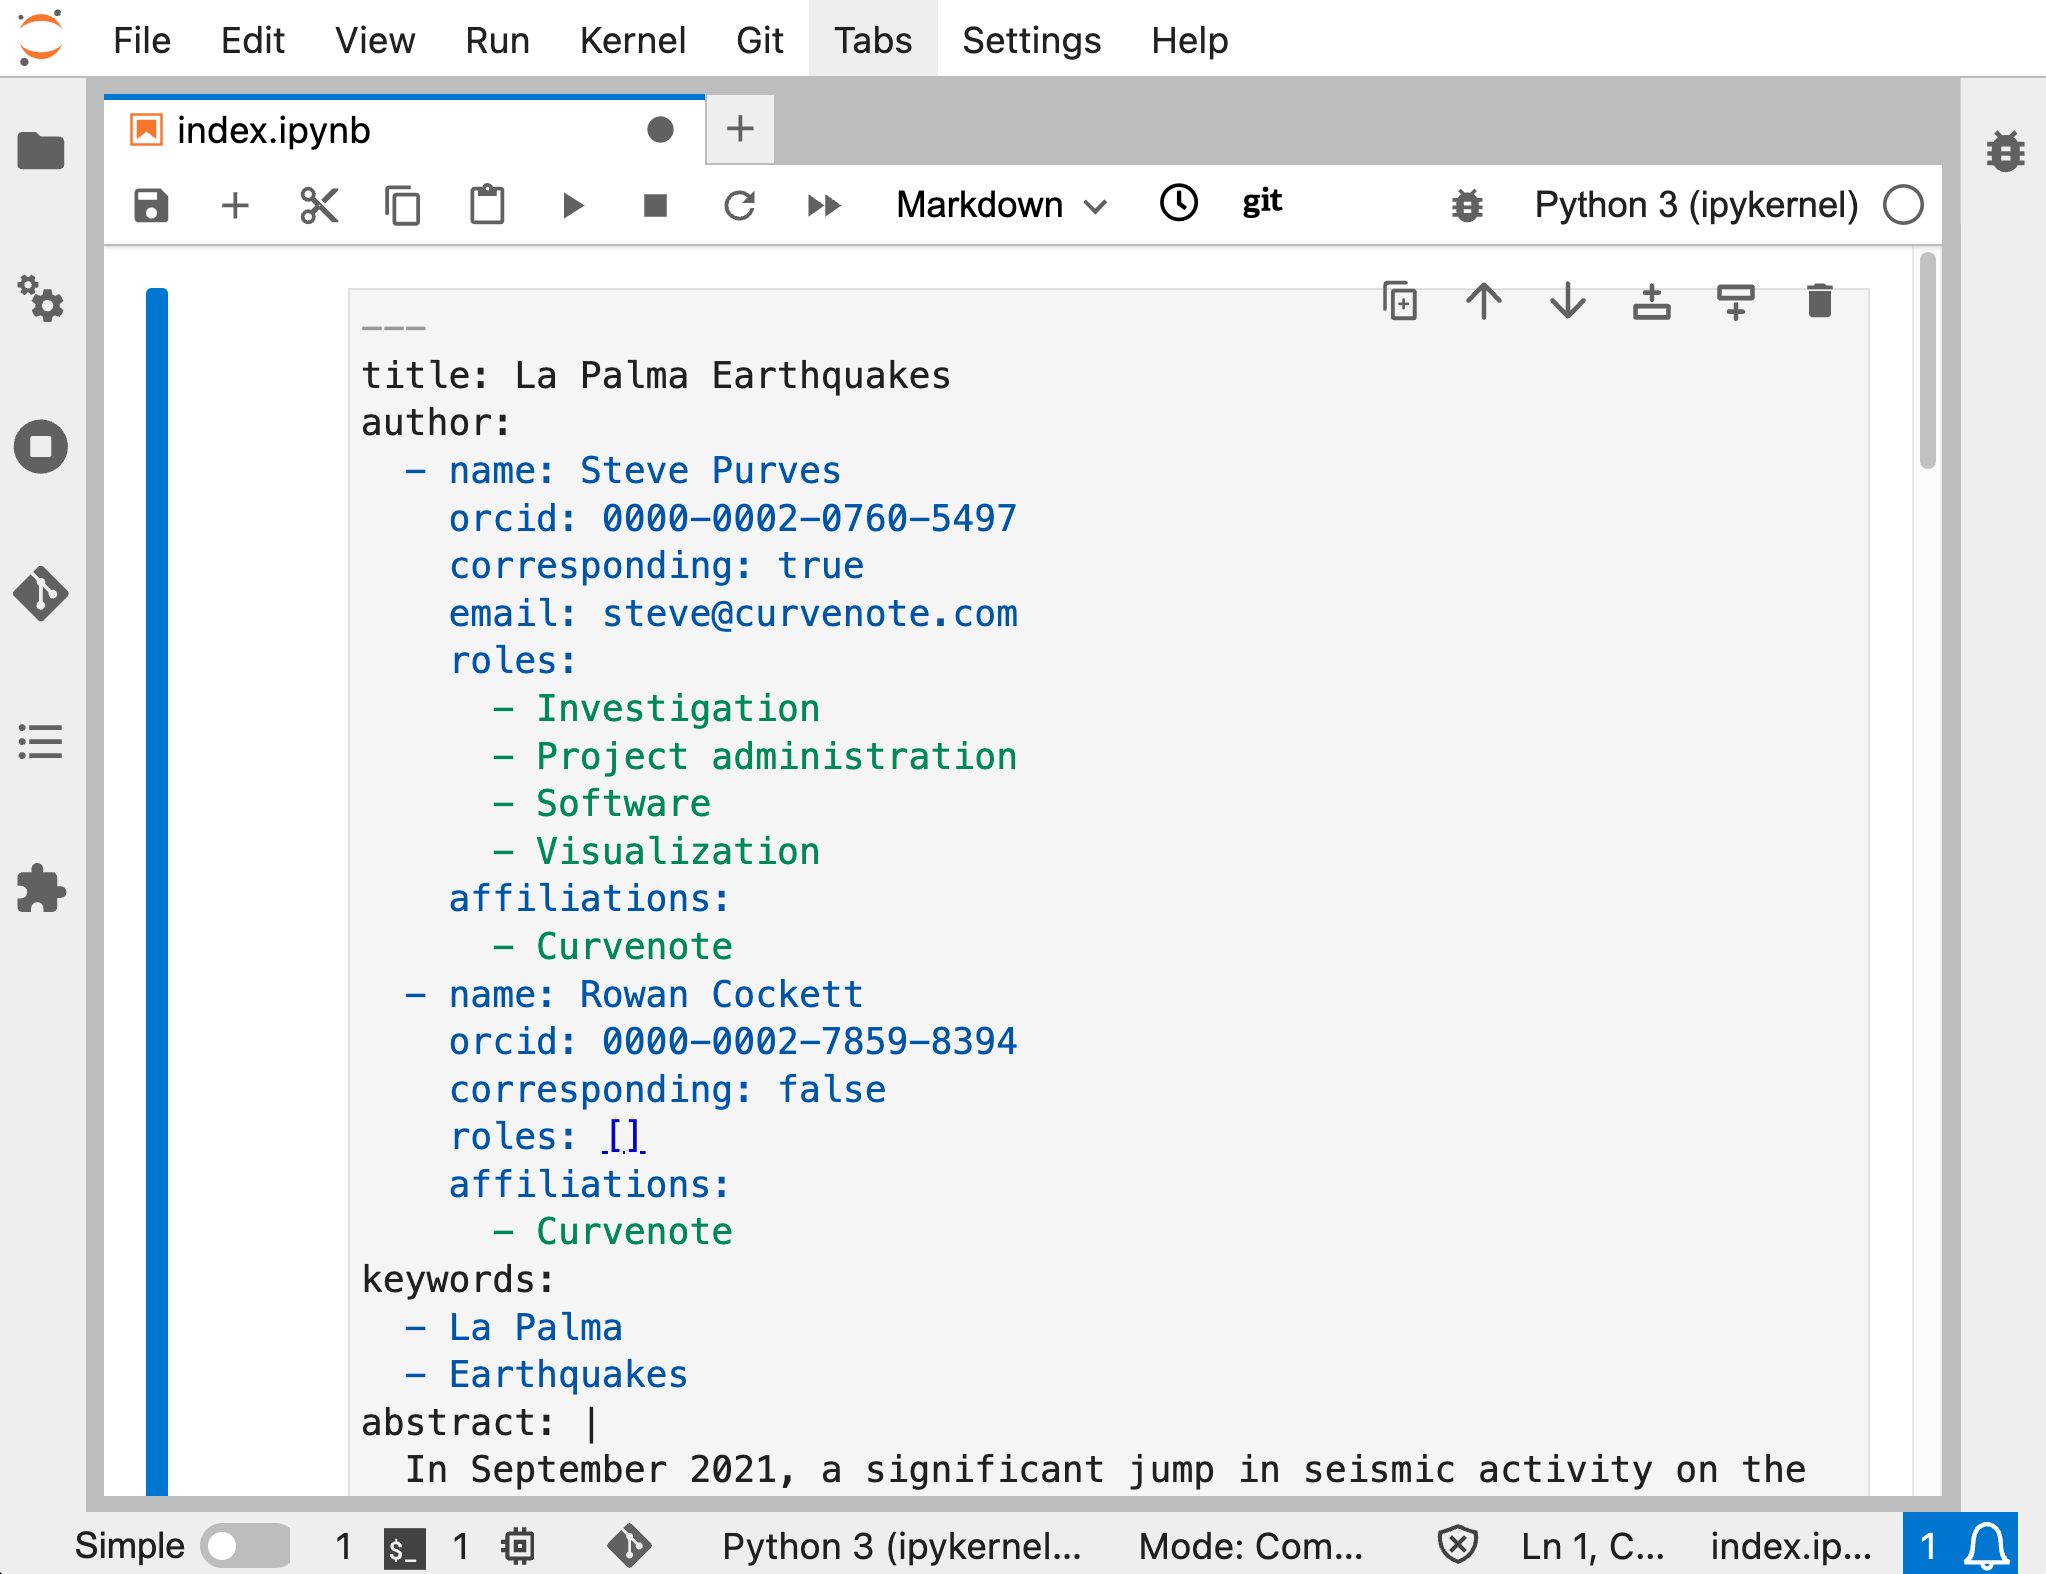 File Edit View Run Kernel Git Tabs Settings Help
index.ipynb
Markdown git Python 3 (ipykernel)
---
title: La Palma Earthquakes
author:
  - name: Steve Purves
    orcid: 0000-0002-0760-5497
    corresponding: true
    email: steve@curvenote.com
    roles:
      - Investigation
      - Project administration
      - Software
      - Visualization
    affiliations:
      - Curvenote
  - name: Rowan Cockett
    orcid: 0000-0002-7859-8394
    corresponding: false
    roles: []
    affiliations:
      - Curvenote
keywords:
  - La Palma
  - Earthquakes
abstract: |
  In September 2021, a significant jump in seismic activity on the
Simple 1 $_ 1 Python 3 (ipykernel... Mode: Com... Ln 1, C... index.ip... 1